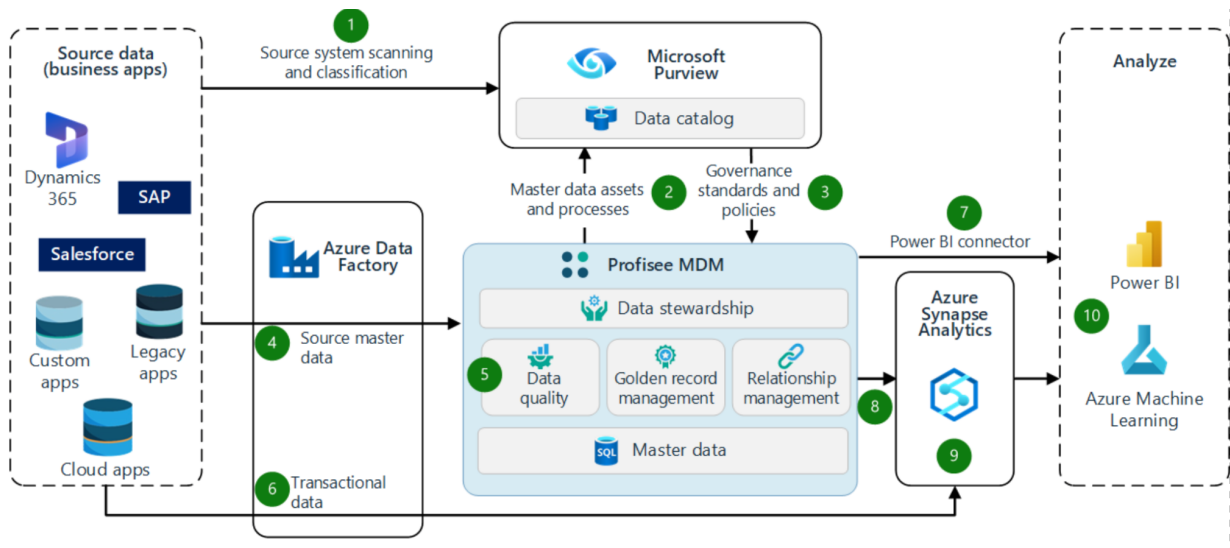 1
Source system scanning
and classification
Source data
(business apps)
Dynamics
365
SAP
Salesforce
Custom
apps
Legacy
apps
Cloud apps
Microsoft
Purview
Data catalog
Master data assets
and processes
2
Governance
standards and
policies
3
Azure Data
Factory
4
Source master
data
6
Transactional
data
Profisee MDM
Data stewardship
5
Data
quality
Golden record
management
Relationship
management
SQL
Master data
7
Power BI connector
8
Azure
Synapse
Analytics
9
Analyze
Power BI
10
Azure Machine
Learning